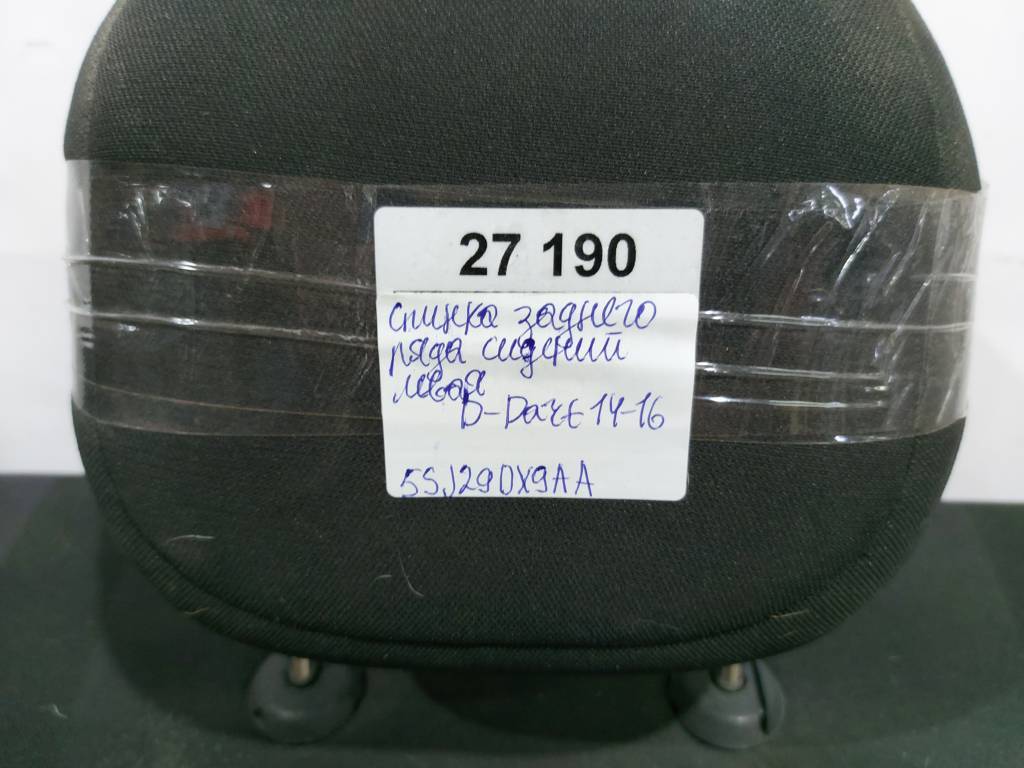 27 190
спинка заднего
ряда сидений
левая
D-Dart 14-16
5SJ29DX9AA